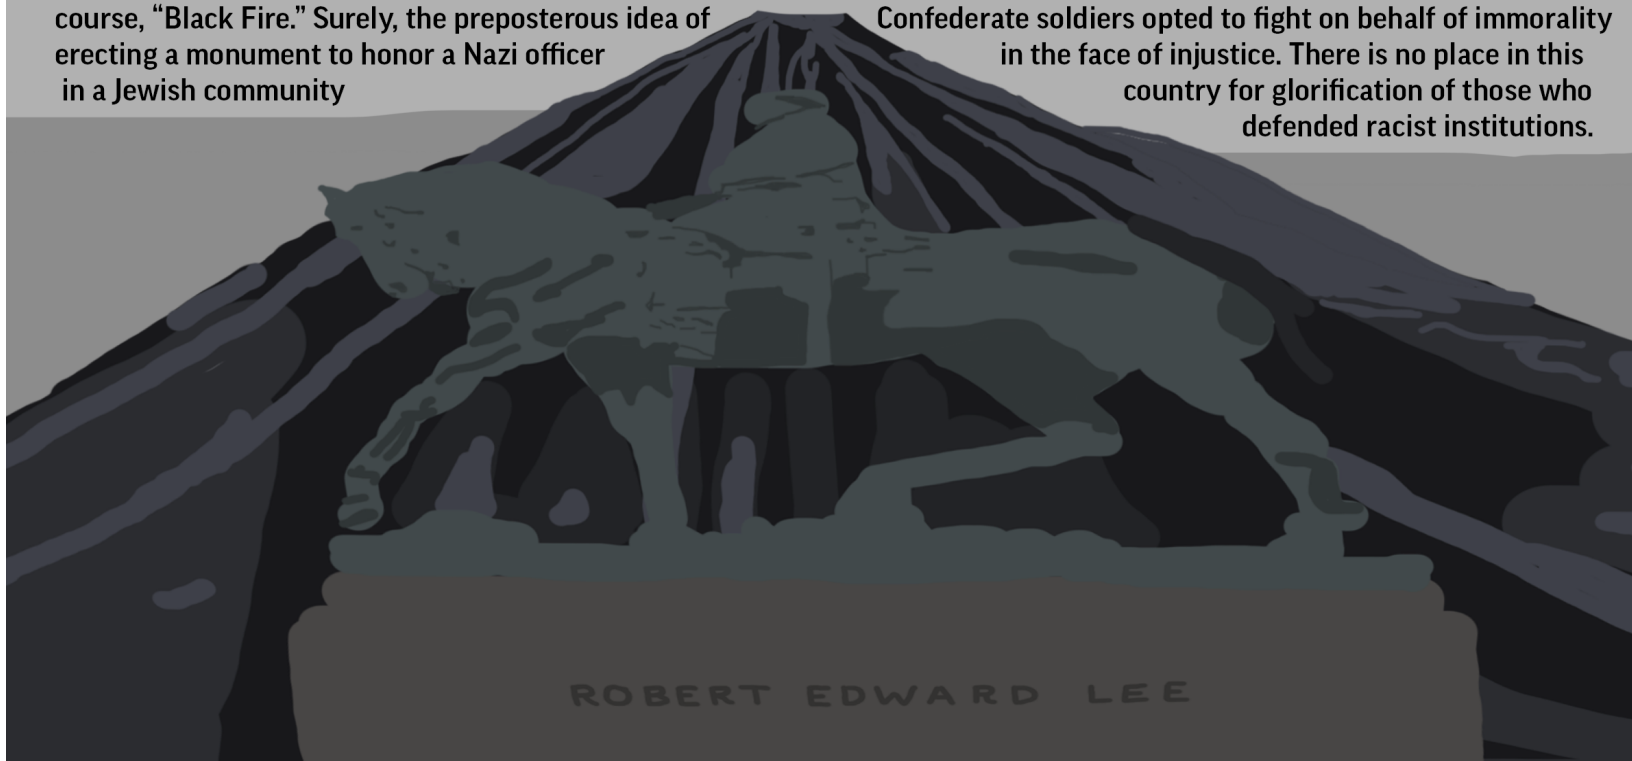 course, “Black Fire.” Surely, the preposterous idea of
erecting a monument to honor a Nazi officer
in a Jewish community
Confederate soldiers opted to fight on behalf of immorality
in the face of injustice. There is no place in this
country for glorification of those who
defended racist institutions.
ROBERT EDWARD LEE